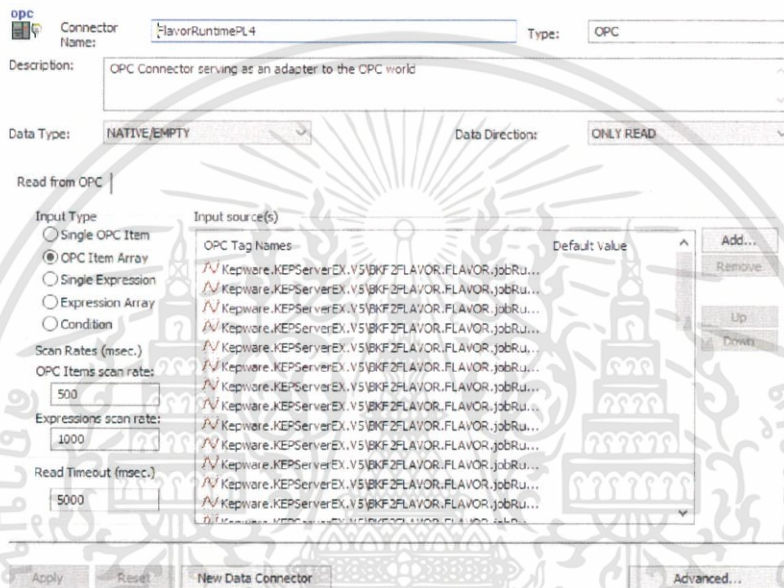 opc
Connector Name: FlavorRuntimePL4 Type: OPC
Description: OPC Connector serving as an adapter to the OPC world
Data Type: NATIVE/EMPTY Data Direction: ONLY READ
Read from OPC
Input Type Input source(s)
Single OPC Item
OPC Tag Names Default Value Add...
OPC Item Array
Remove
Kepware.KEPServerEX.V5\BKF2FLAVOR.FLAVOR.jobRu...
Single Expression
Kepware.KEPServerEX.V5\BKF2FLAVOR.FLAVOR.jobRu...
Expression Array
Kepware.KEPServerEX.V5\BKF2FLAVOR.FLAVOR.jobRu...
Up
Condition
Kepware.KEPServerEX.V5\BKF2FLAVOR.FLAVOR.jobRu...
Down
Scan Rates (msec.)
Kepware.KEPServerEX.V5\BKF2FLAVOR.FLAVOR.jobRu...
OPC Items scan rate:
Kepware.KEPServerEX.V5\BKF2FLAVOR.FLAVOR.jobRu...
500
Kepware.KEPServerEX.V5\BKF2FLAVOR.FLAVOR.jobRu...
Expressions scan rate:
Kepware.KEPServerEX.V5\BKF2FLAVOR.FLAVOR.jobRu...
1000
Kepware.KEPServerEX.V5\BKF2FLAVOR.FLAVOR.jobRu...
Kepware.KEPServerEX.V5\BKF2FLAVOR.FLAVOR.jobRu...
Read Timeout (msec.)
Kepware.KEPServerEX.V5\BKF2FLAVOR.FLAVOR.jobRu...
5000
Kepware.KEPServerEX.V5\BKF2FLAVOR.FLAVOR.jobRu...
Kepware.KEPServerEX.V5\BKF2FLAVOR.FLAVOR.jobRu...
Apply Reset New Data Connector Advanced...